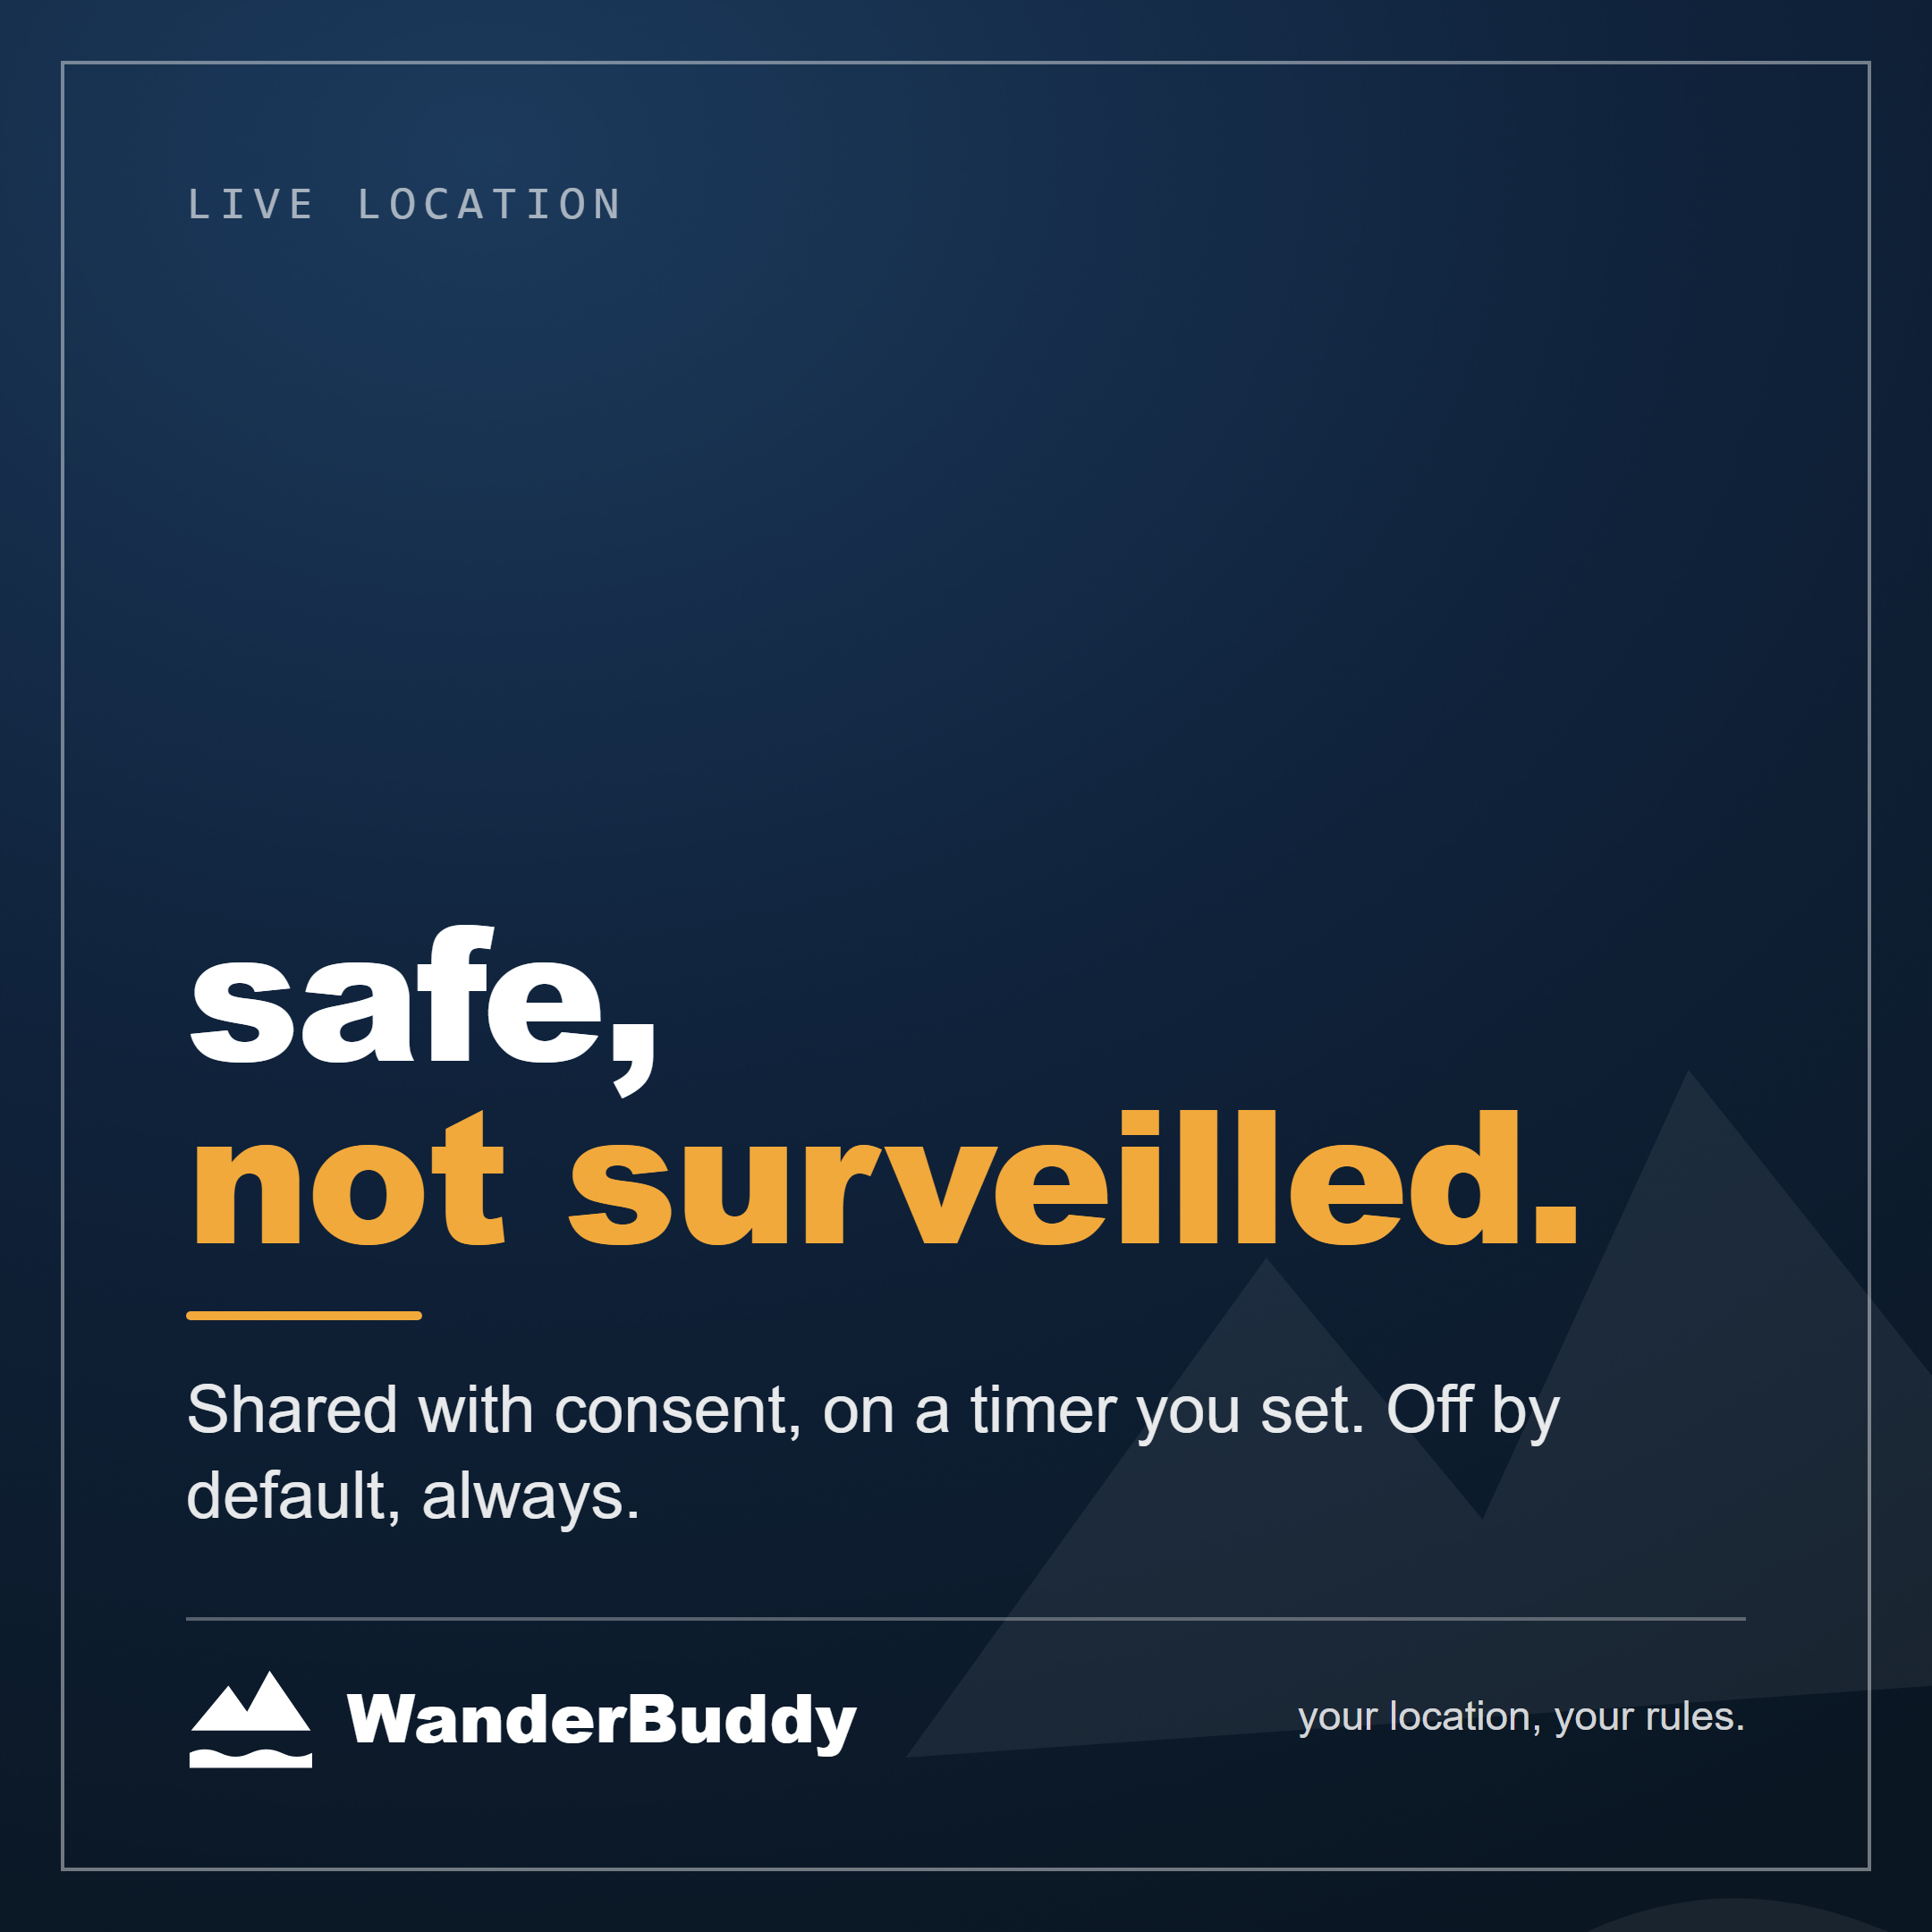 LIVE LOCATION
safe,
not surveilled.
Shared with consent, on a timer you set. Off by
default, always.
WanderBuddy
your location, your rules.